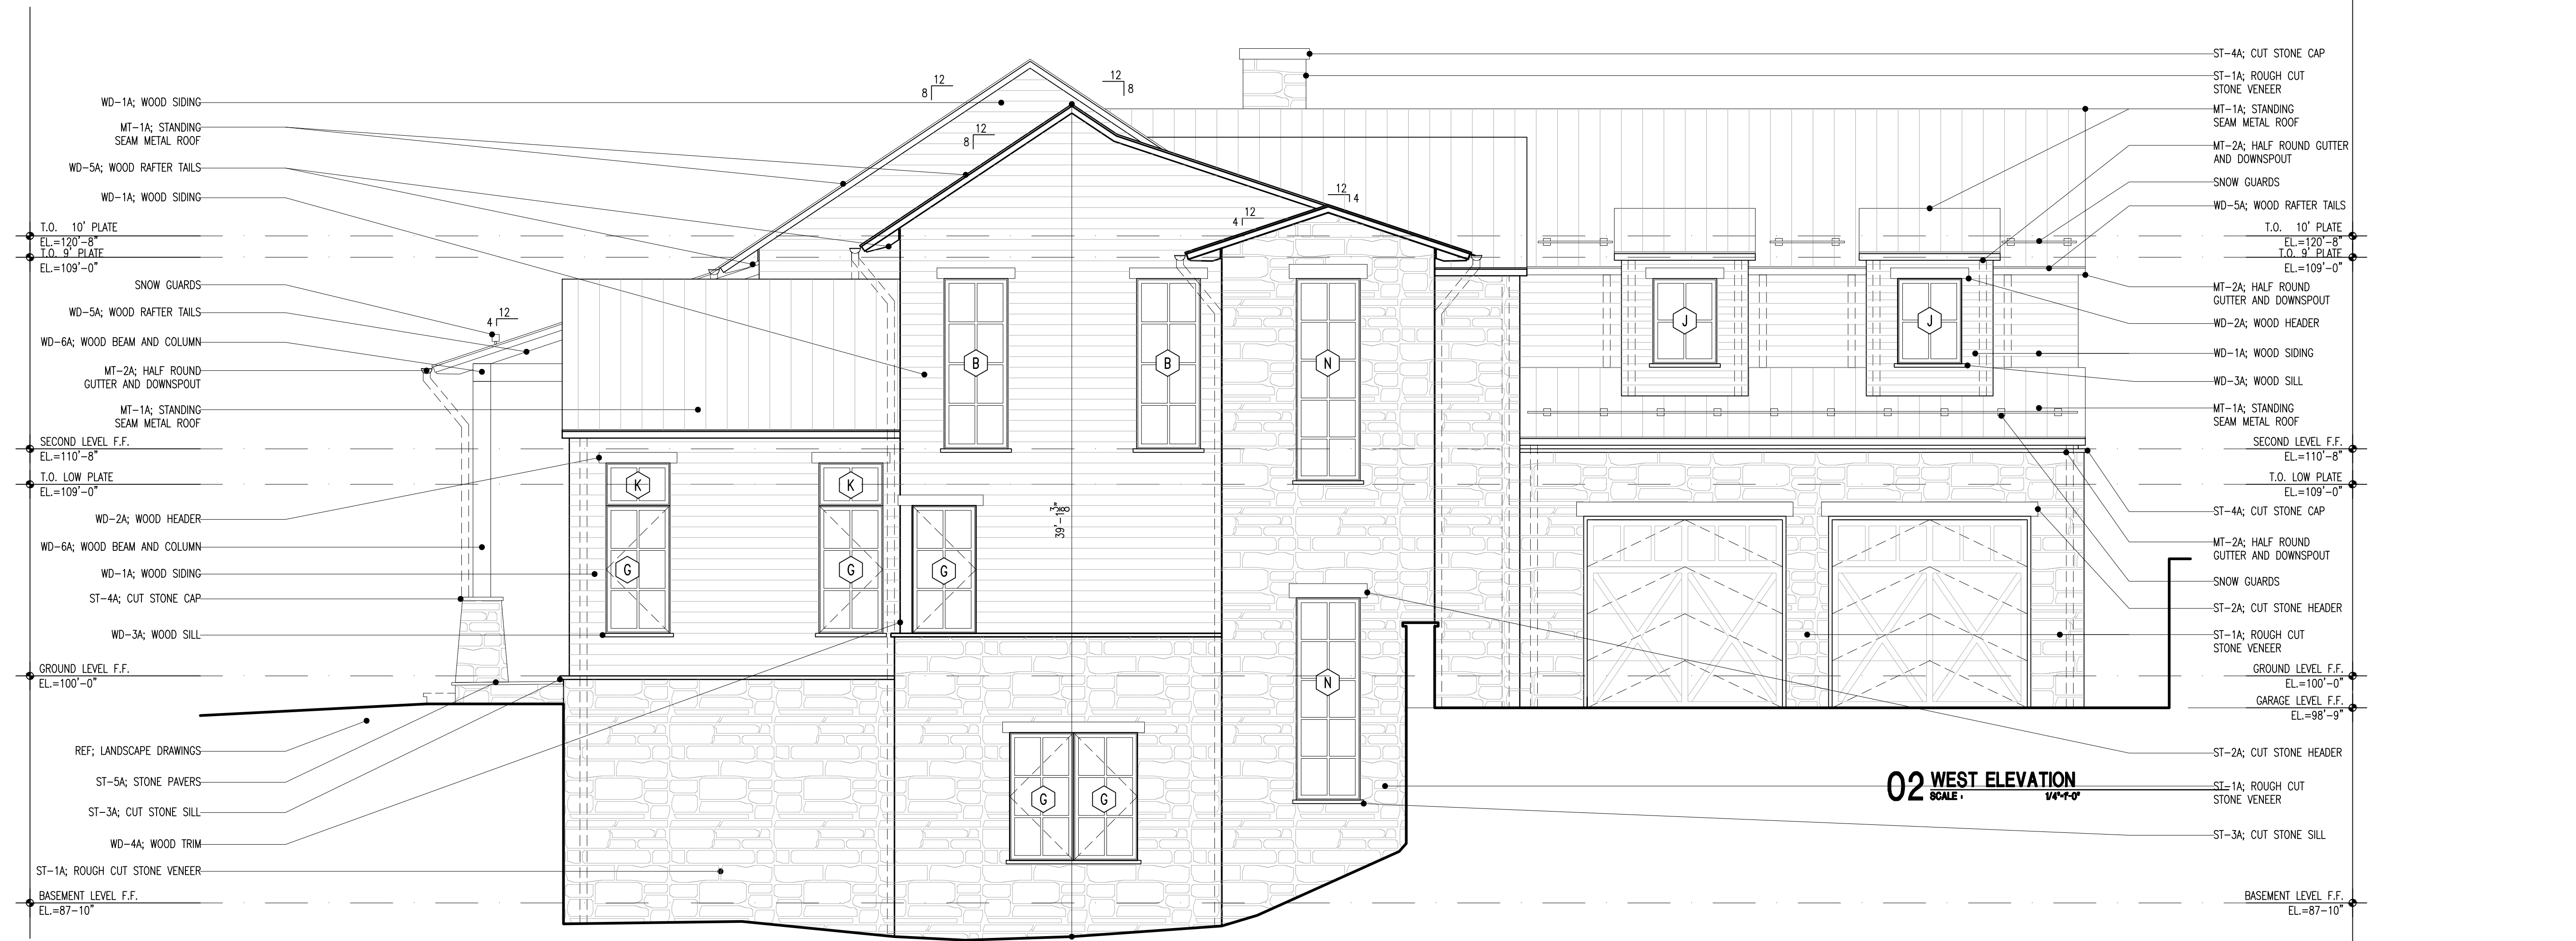 WD-1A; WOOD SIDING
MT-1A; STANDING
SEAM METAL ROOF
WD-5A; WOOD RAFTER TAILS
WD-1A; WOOD SIDING
T.O. 10' PLATE
EL.=120'-8"
T.O. 9' PLATE
EL.=109'-0"
SNOW GUARDS
WD-5A; WOOD RAFTER TAILS
WD-6A; WOOD BEAM AND COLUMN
MT-2A; HALF ROUND
GUTTER AND DOWNSPOUT
MT-1A; STANDING
SEAM METAL ROOF
SECOND LEVEL F.F.
EL.=110'-8"
T.O. LOW PLATE
EL.=109'-0"
WD-2A; WOOD HEADER
WD-6A; WOOD BEAM AND COLUMN
WD-1A; WOOD SIDING
ST-4A; CUT STONE CAP
WD-3A; WOOD SILL
GROUND LEVEL F.F.
EL.=100'-0"
REF; LANDSCAPE DRAWINGS
ST-5A; STONE PAVERS
ST-3A; CUT STONE SILL
WD-4A; WOOD TRIM
ST-1A; ROUGH CUT STONE VENEER
BASEMENT LEVEL F.F.
EL.=87-10"
12
8
12
8
12
8
12
4
12
4
12
4
B
B
N
J
J
K
K
G
G
G
39'-1 3/8"
N
G
G
ST-4A; CUT STONE CAP
ST-1A; ROUGH CUT
STONE VENEER
MT-1A; STANDING
SEAM METAL ROOF
MT-2A; HALF ROUND GUTTER
AND DOWNSPOUT
SNOW GUARDS
WD-5A; WOOD RAFTER TAILS
T.O. 10' PLATE
EL.=120'-8"
T.O. 9' PLATE
EL.=109'-0"
MT-2A; HALF ROUND
GUTTER AND DOWNSPOUT
WD-2A; WOOD HEADER
WD-1A; WOOD SIDING
WD-3A; WOOD SILL
MT-1A; STANDING
SEAM METAL ROOF
SECOND LEVEL F.F.
EL.=110'-8"
T.O. LOW PLATE
EL.=109'-0"
ST-4A; CUT STONE CAP
MT-2A; HALF ROUND
GUTTER AND DOWNSPOUT
SNOW GUARDS
ST-2A; CUT STONE HEADER
ST-1A; ROUGH CUT
STONE VENEER
GROUND LEVEL F.F.
EL.=100'-0"
GARAGE LEVEL F.F.
EL.=98'-9"
ST-2A; CUT STONE HEADER
ST-1A; ROUGH CUT
STONE VENEER
ST-3A; CUT STONE SILL
BASEMENT LEVEL F.F.
EL.=87-10"
02 WEST ELEVATION
SCALE : 1/4"-1'-0"